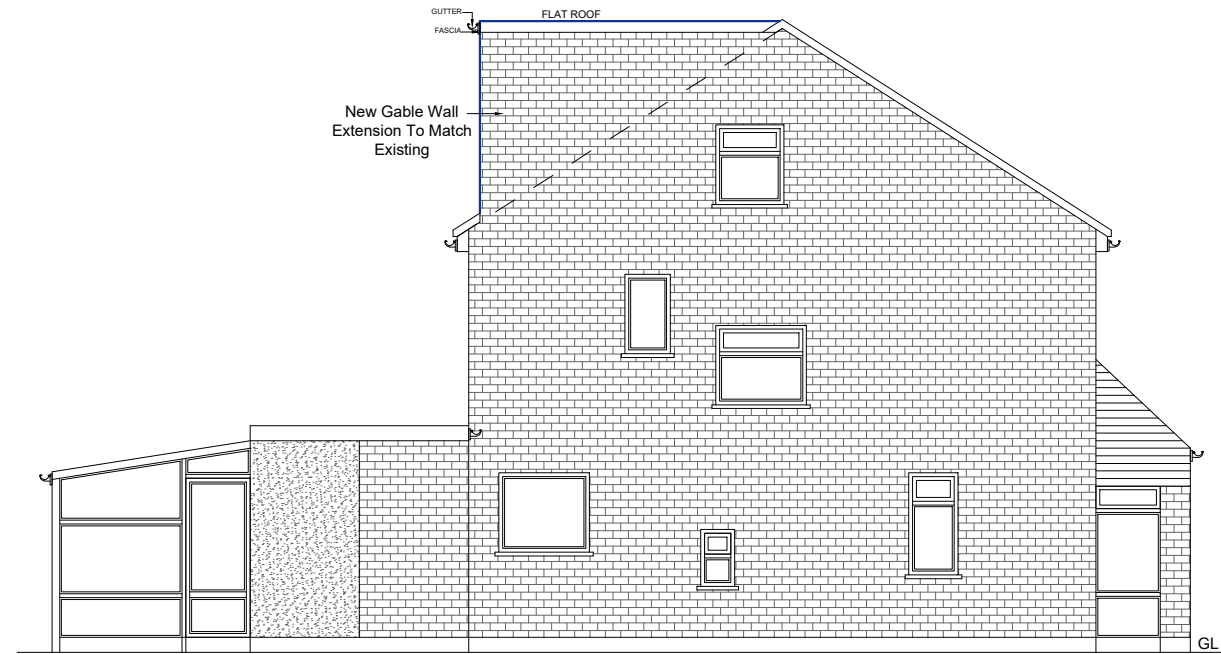 GUTTER
FLAT ROOF
FASCIA
New Gable Wall
Extension To Match
Existing
GL